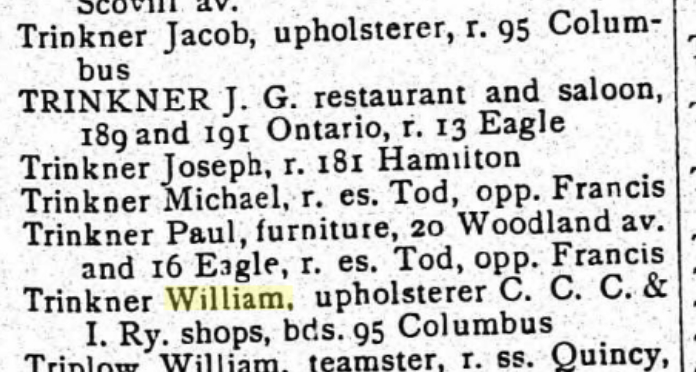 Scovill av.
Trinkner Jacob, upholsterer, r. 95 Colum-
bus
TRINKNER J. G. restaurant and saloon,
189 and 191 Ontario, r. 13 Eagle
Trinkner Joseph, r. 181 Hamilton
Trinkner Michael, r. es. Tod, opp. Francis
Trinkner Paul, furniture, 20 Woodland av.
and 16 Eagle, r. es. Tod, opp. Francis
Trinkner William, upholsterer C. C. C. &
I. Ry. shops, bds. 95 Columbus
Triplow William, teamster, r. ss. Quincy,